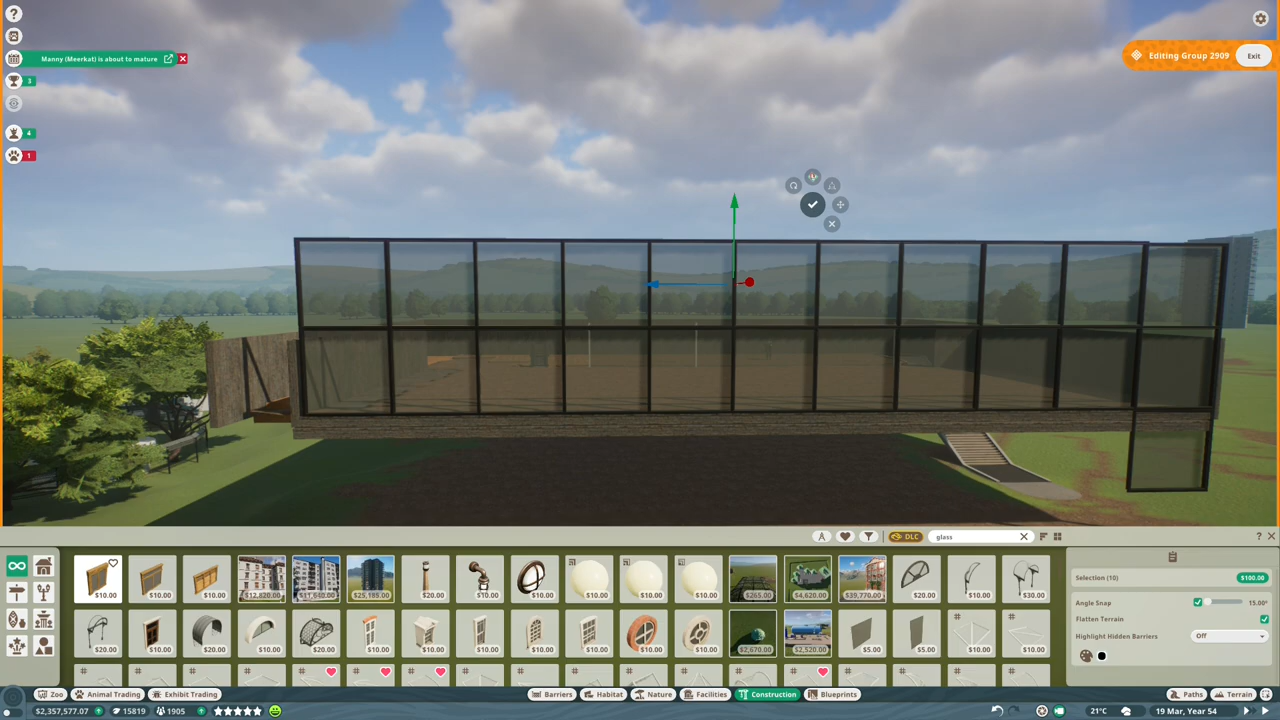 ?
Manny (Meerkat) is about to mature
3
4
1
Editing Group 2909
Exit
DLC
glass
?
$10.00
$10.00
$10.00
$12,820.00
$11,640.00
$25,185.00
$20.00
$10.00
$10.00
$10.00
$10.00
$10.00
$265.00
$4,620.00
$39,770.00
$20.00
$10.00
$30.00
$20.00
$10.00
$10.00
$10.00
$20.00
$10.00
$10.00
$10.00
$10.00
$10.00
$10.00
$10.00
$2,670.00
$2,520.00
$5.00
$5.00
$10.00
$10.00
Selection (10)
$100.00
Angle Snap
15.00°
Flatten Terrain
Highlight Hidden Barriers
Off
Zoo
Animal Trading
Exhibit Trading
Barriers
Habitat
Nature
Facilities
Construction
Blueprints
Paths
Terrain
$2,357,577.07
15819
1905
21°C
19 Mar, Year 54